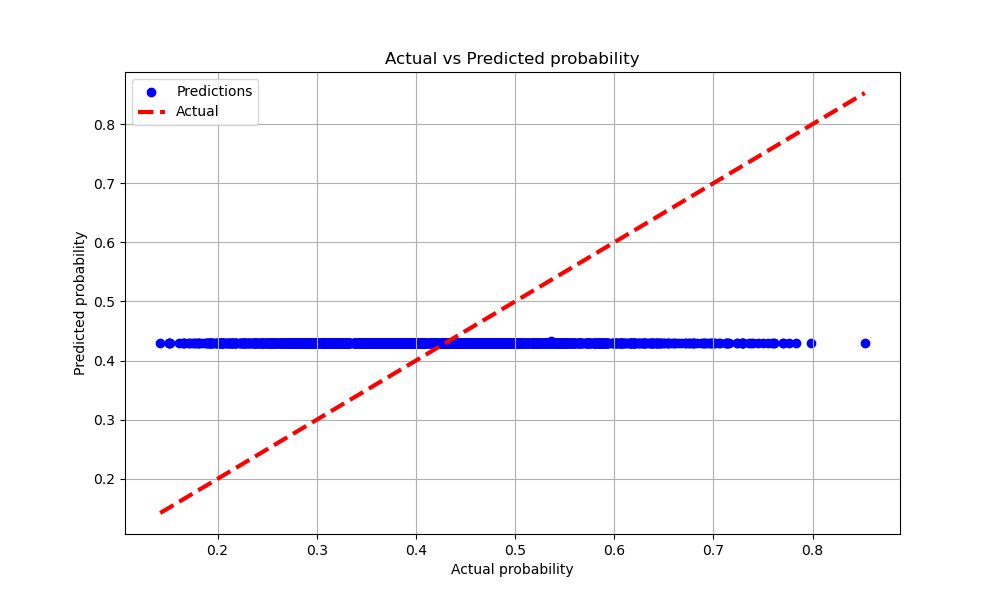 Actual vs Predicted probability
Predictions
Actual
Predicted probability
0.8
0.7
0.6
0.5
0.4
0.3
0.2
0.2 0.3 0.4 0.5 0.6 0.7 0.8
Actual probability